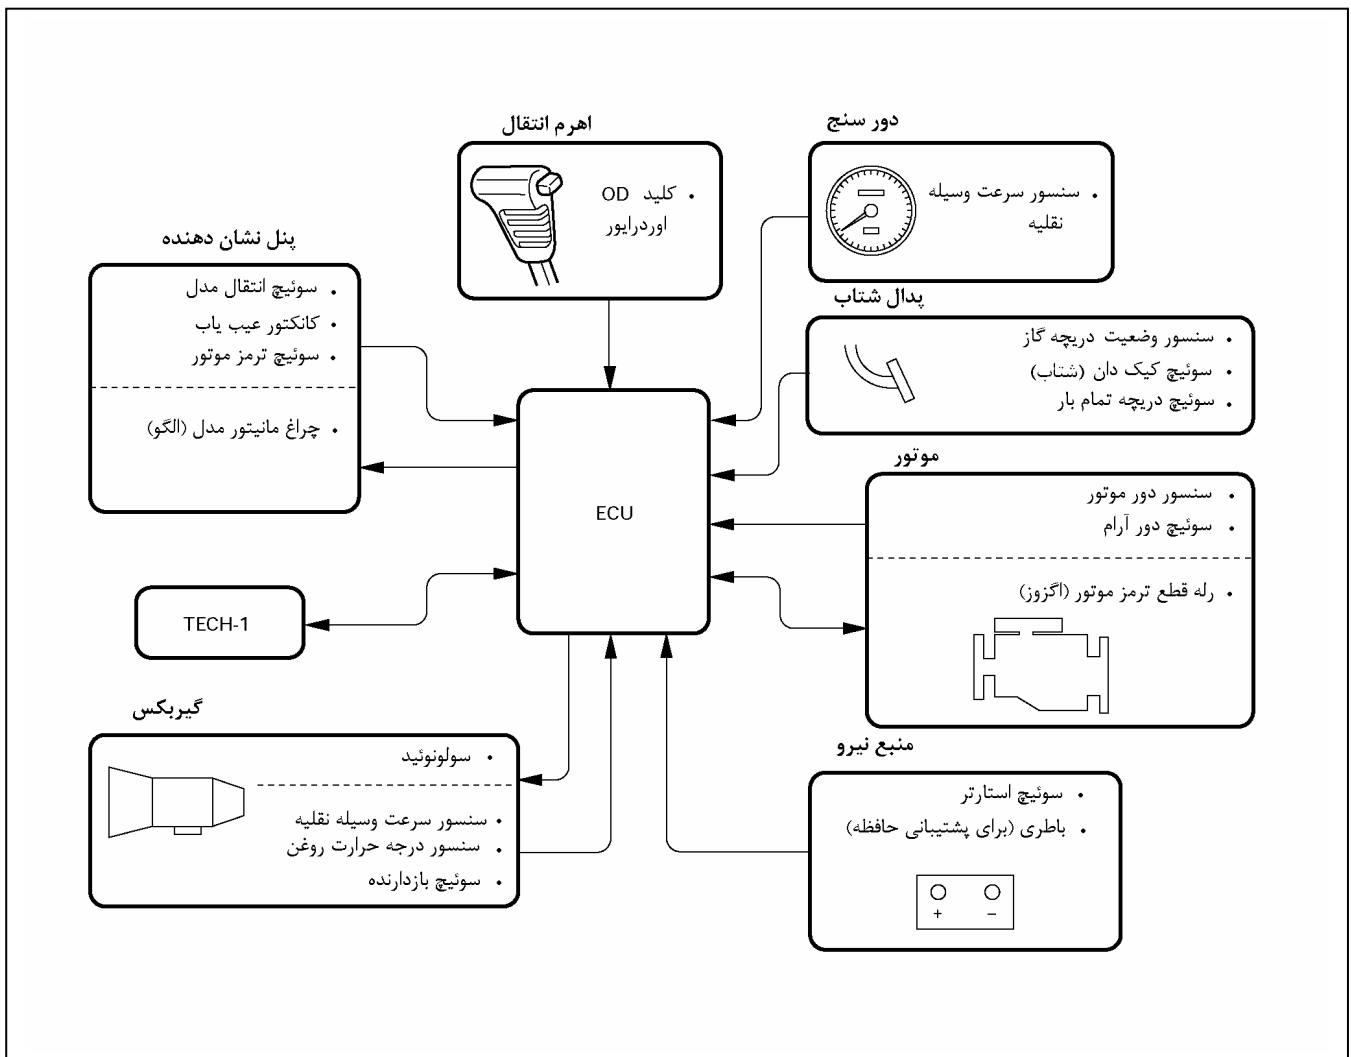 دور سنج
سنسور سرعت وسیله
نقلیه
اهرم انتقال
کلید OD
اوردرایور
پنل نشان دهنده
سوئیچ انتقال مدل
کانکتور عیب یاب
سوئیچ ترمز موتور
چراغ مانیتور مدل (الگو)
پدال شتاب
سنسور وضعیت دریچه گاز
سوئیچ کیک دان (شتاب)
سوئیچ دریچه تمام بار
موتور
سنسور دور موتور
سوئیچ دور آرام
رله قطع ترمز موتور (اگزوز)
ECU
TECH-1
گیربکس
سولونوئید
سنسور سرعت وسیله نقلیه
سنسور درجه حرارت روغن
سوئیچ بازدارنده
منبع نیرو
سوئیچ استارتر
باطری (برای پشتیبانی حافظه)
+ −